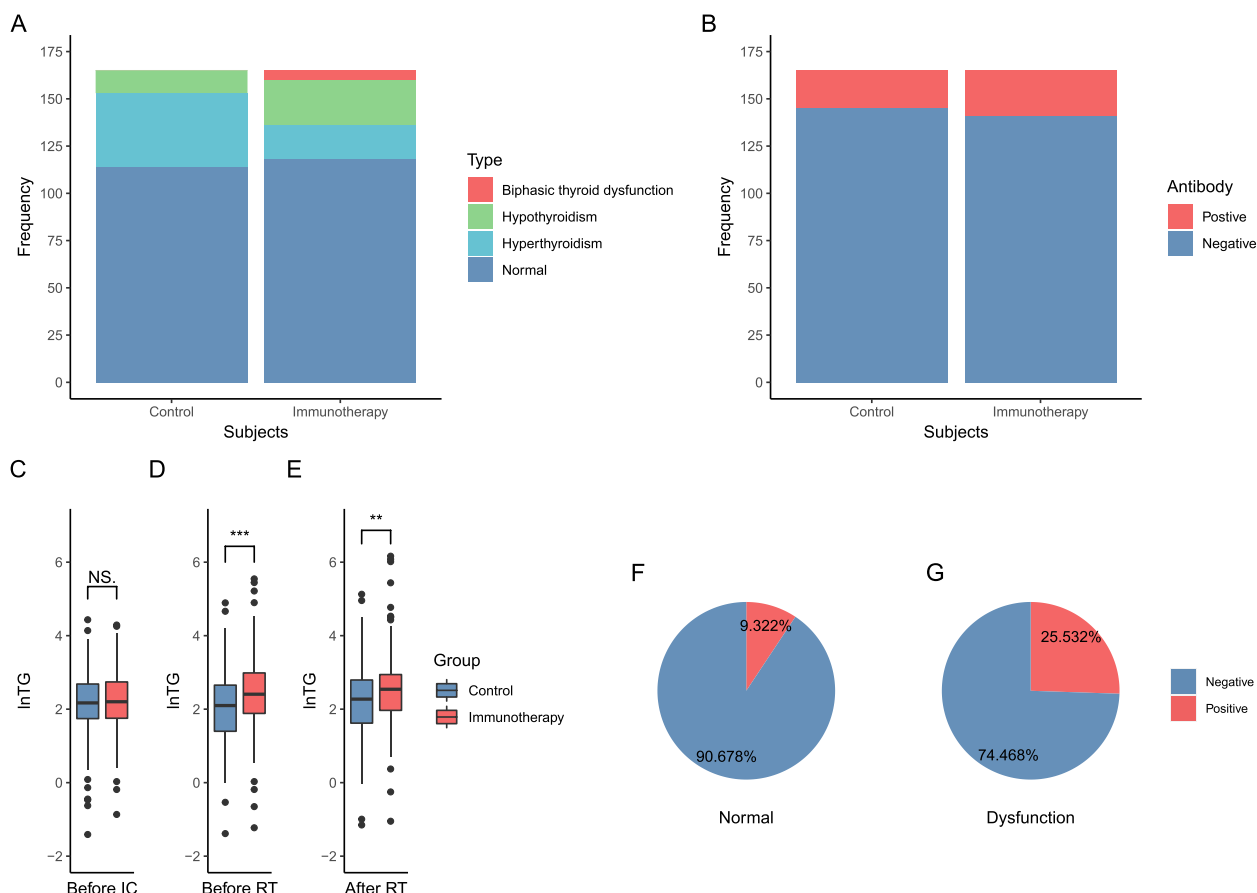 A
175
150
125
100
75
50
25
0
Frequency
Control
Immunotherapy
Subjects
Type
Biphasic thyroid dysfunction
Hypothyroidism
Hyperthyroidism
Normal
B
175
150
125
100
75
50
25
0
Frequency
Control
Immunotherapy
Subjects
Antibody
Postive
Negative
C
6
4
2
0
−2
lnTG
NS.
Before IC
D
6
4
2
0
−2
lnTG
***
Before RT
E
6
4
2
0
−2
lnTG
**
After RT
Group
Control
Immunotherapy
F
9.322%
90.678%
Normal
G
25.532%
74.468%
Dysfunction
Negative
Positive